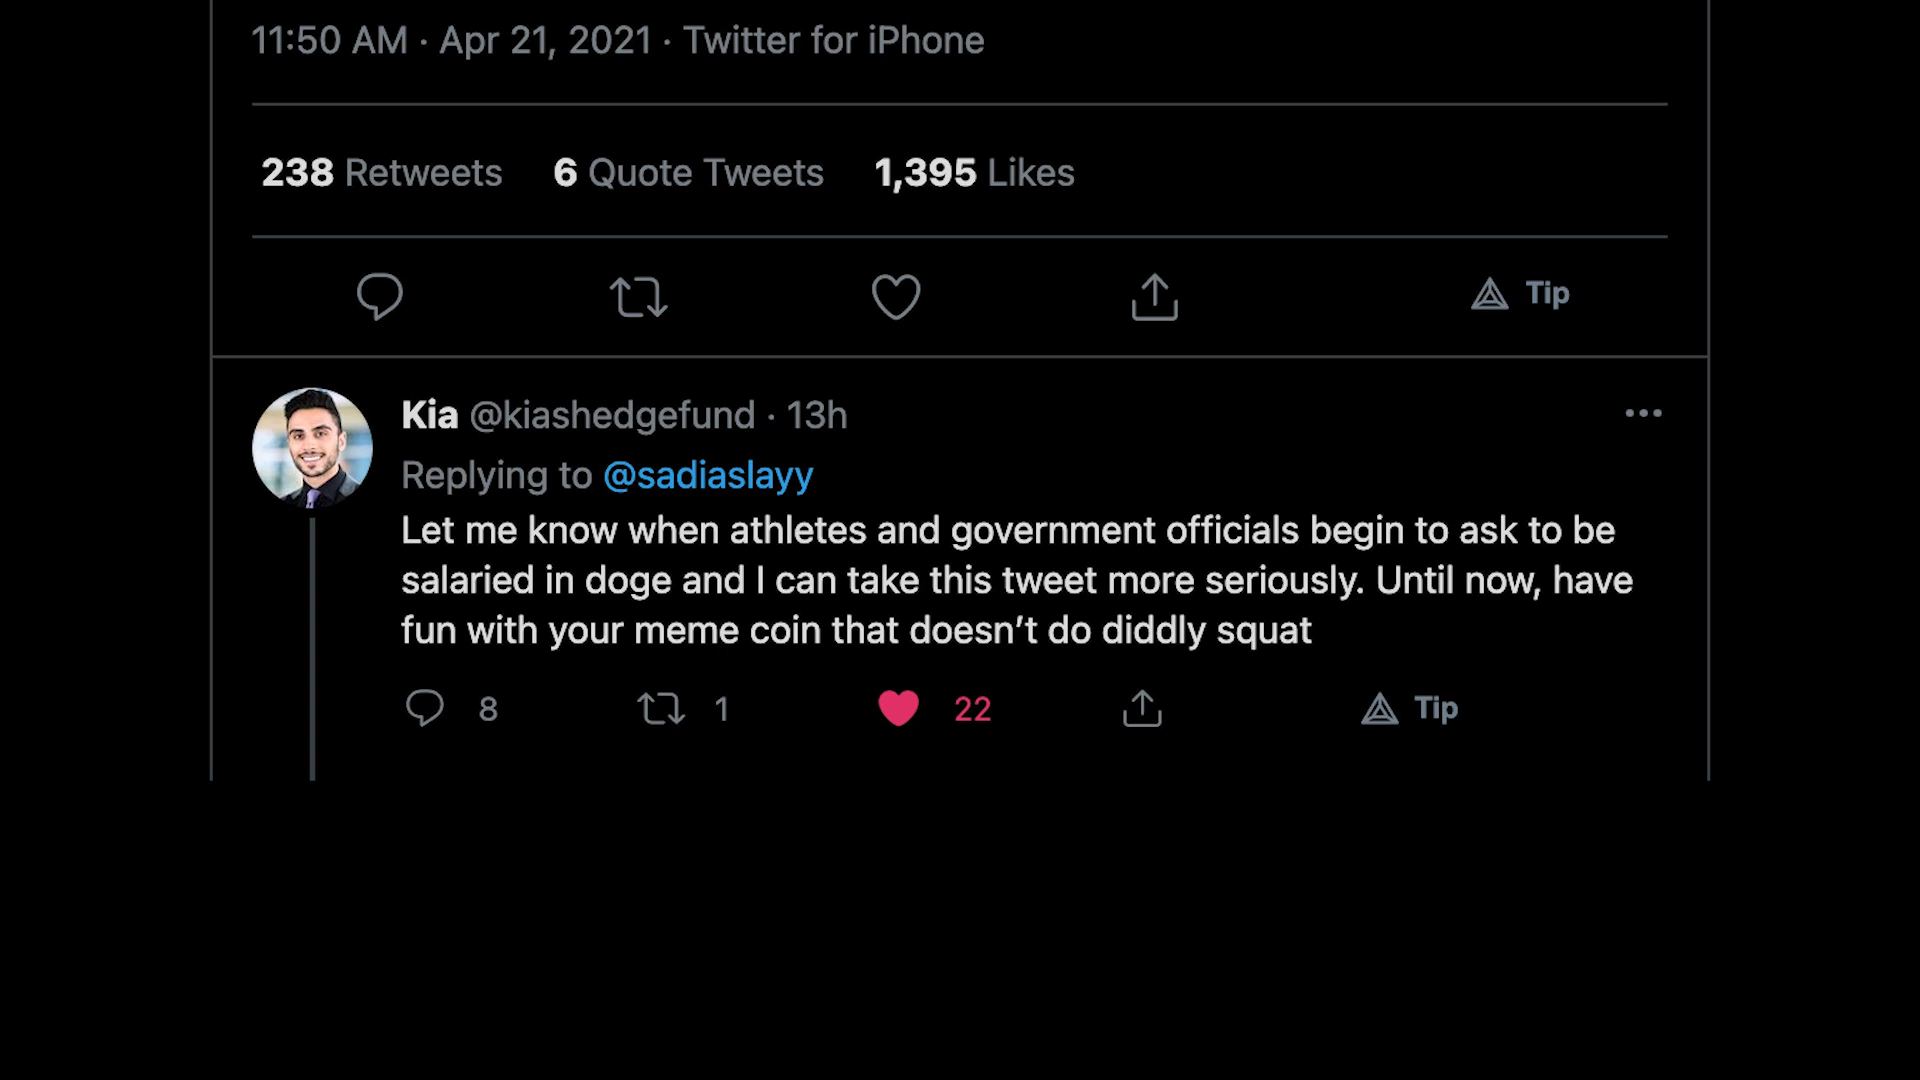 11:50 AM · Apr 21, 2021 · Twitter for iPhone
238 Retweets 6 Quote Tweets 1,395 Likes
Tip
Kia @kiashedgefund · 13h
Replying to @sadiaslayy
Let me know when athletes and government officials begin to ask to be
salaried in doge and I can take this tweet more seriously. Until now, have
fun with your meme coin that doesn’t do diddly squat
8 1 22 Tip